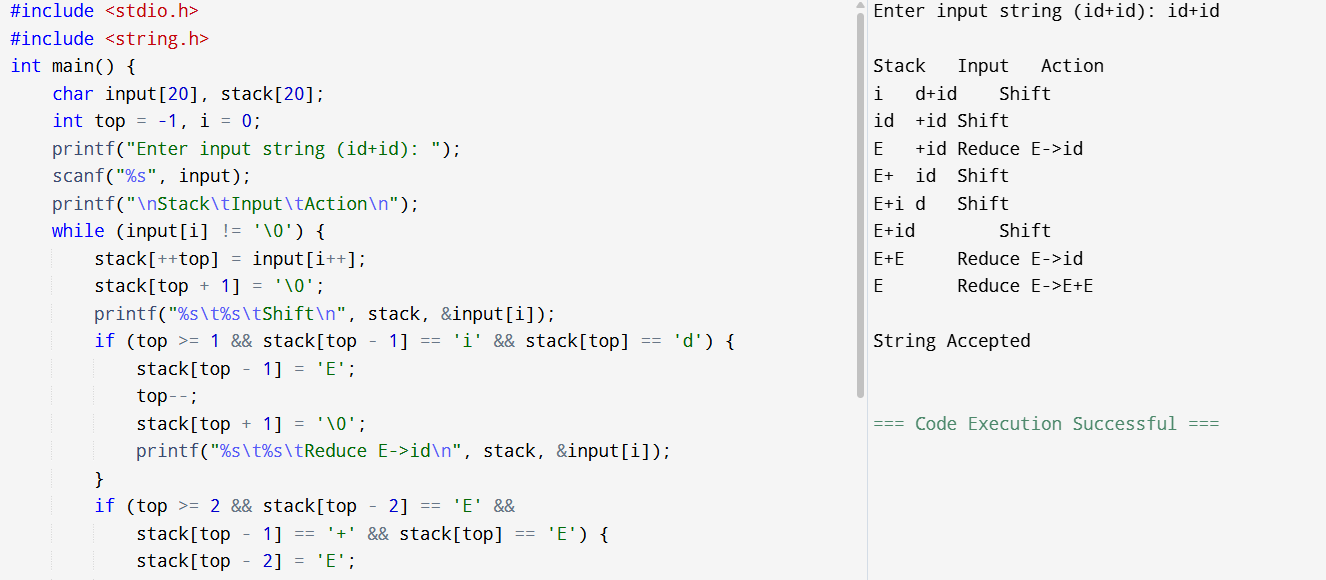 #include <stdio.h>
#include <string.h>
int main() {
    char input[20], stack[20];
    int top = -1, i = 0;
    printf("Enter input string (id+id): ");
    scanf("%s", input);
    printf("\nStack\tInput\tAction\n");
    while (input[i] != '\0') {
        stack[++top] = input[i++];
        stack[top + 1] = '\0';
        printf("%s\t%s\tShift\n", stack, &input[i]);
        if (top >= 1 && stack[top - 1] == 'i' && stack[top] == 'd') {
            stack[top - 1] = 'E';
            top--;
            stack[top + 1] = '\0';
            printf("%s\t%s\tReduce E->id\n", stack, &input[i]);
        }
        if (top >= 2 && stack[top - 2] == 'E' &&
            stack[top - 1] == '+' && stack[top] == 'E') {
            stack[top - 2] = 'E';
Enter input string (id+id): id+id

Stack   Input   Action
i   d+id    Shift
id  +id Shift
E   +id Reduce E->id
E+  id  Shift
E+i d   Shift
E+id        Shift
E+E     Reduce E->id
E       Reduce E->E+E

String Accepted

=== Code Execution Successful ===